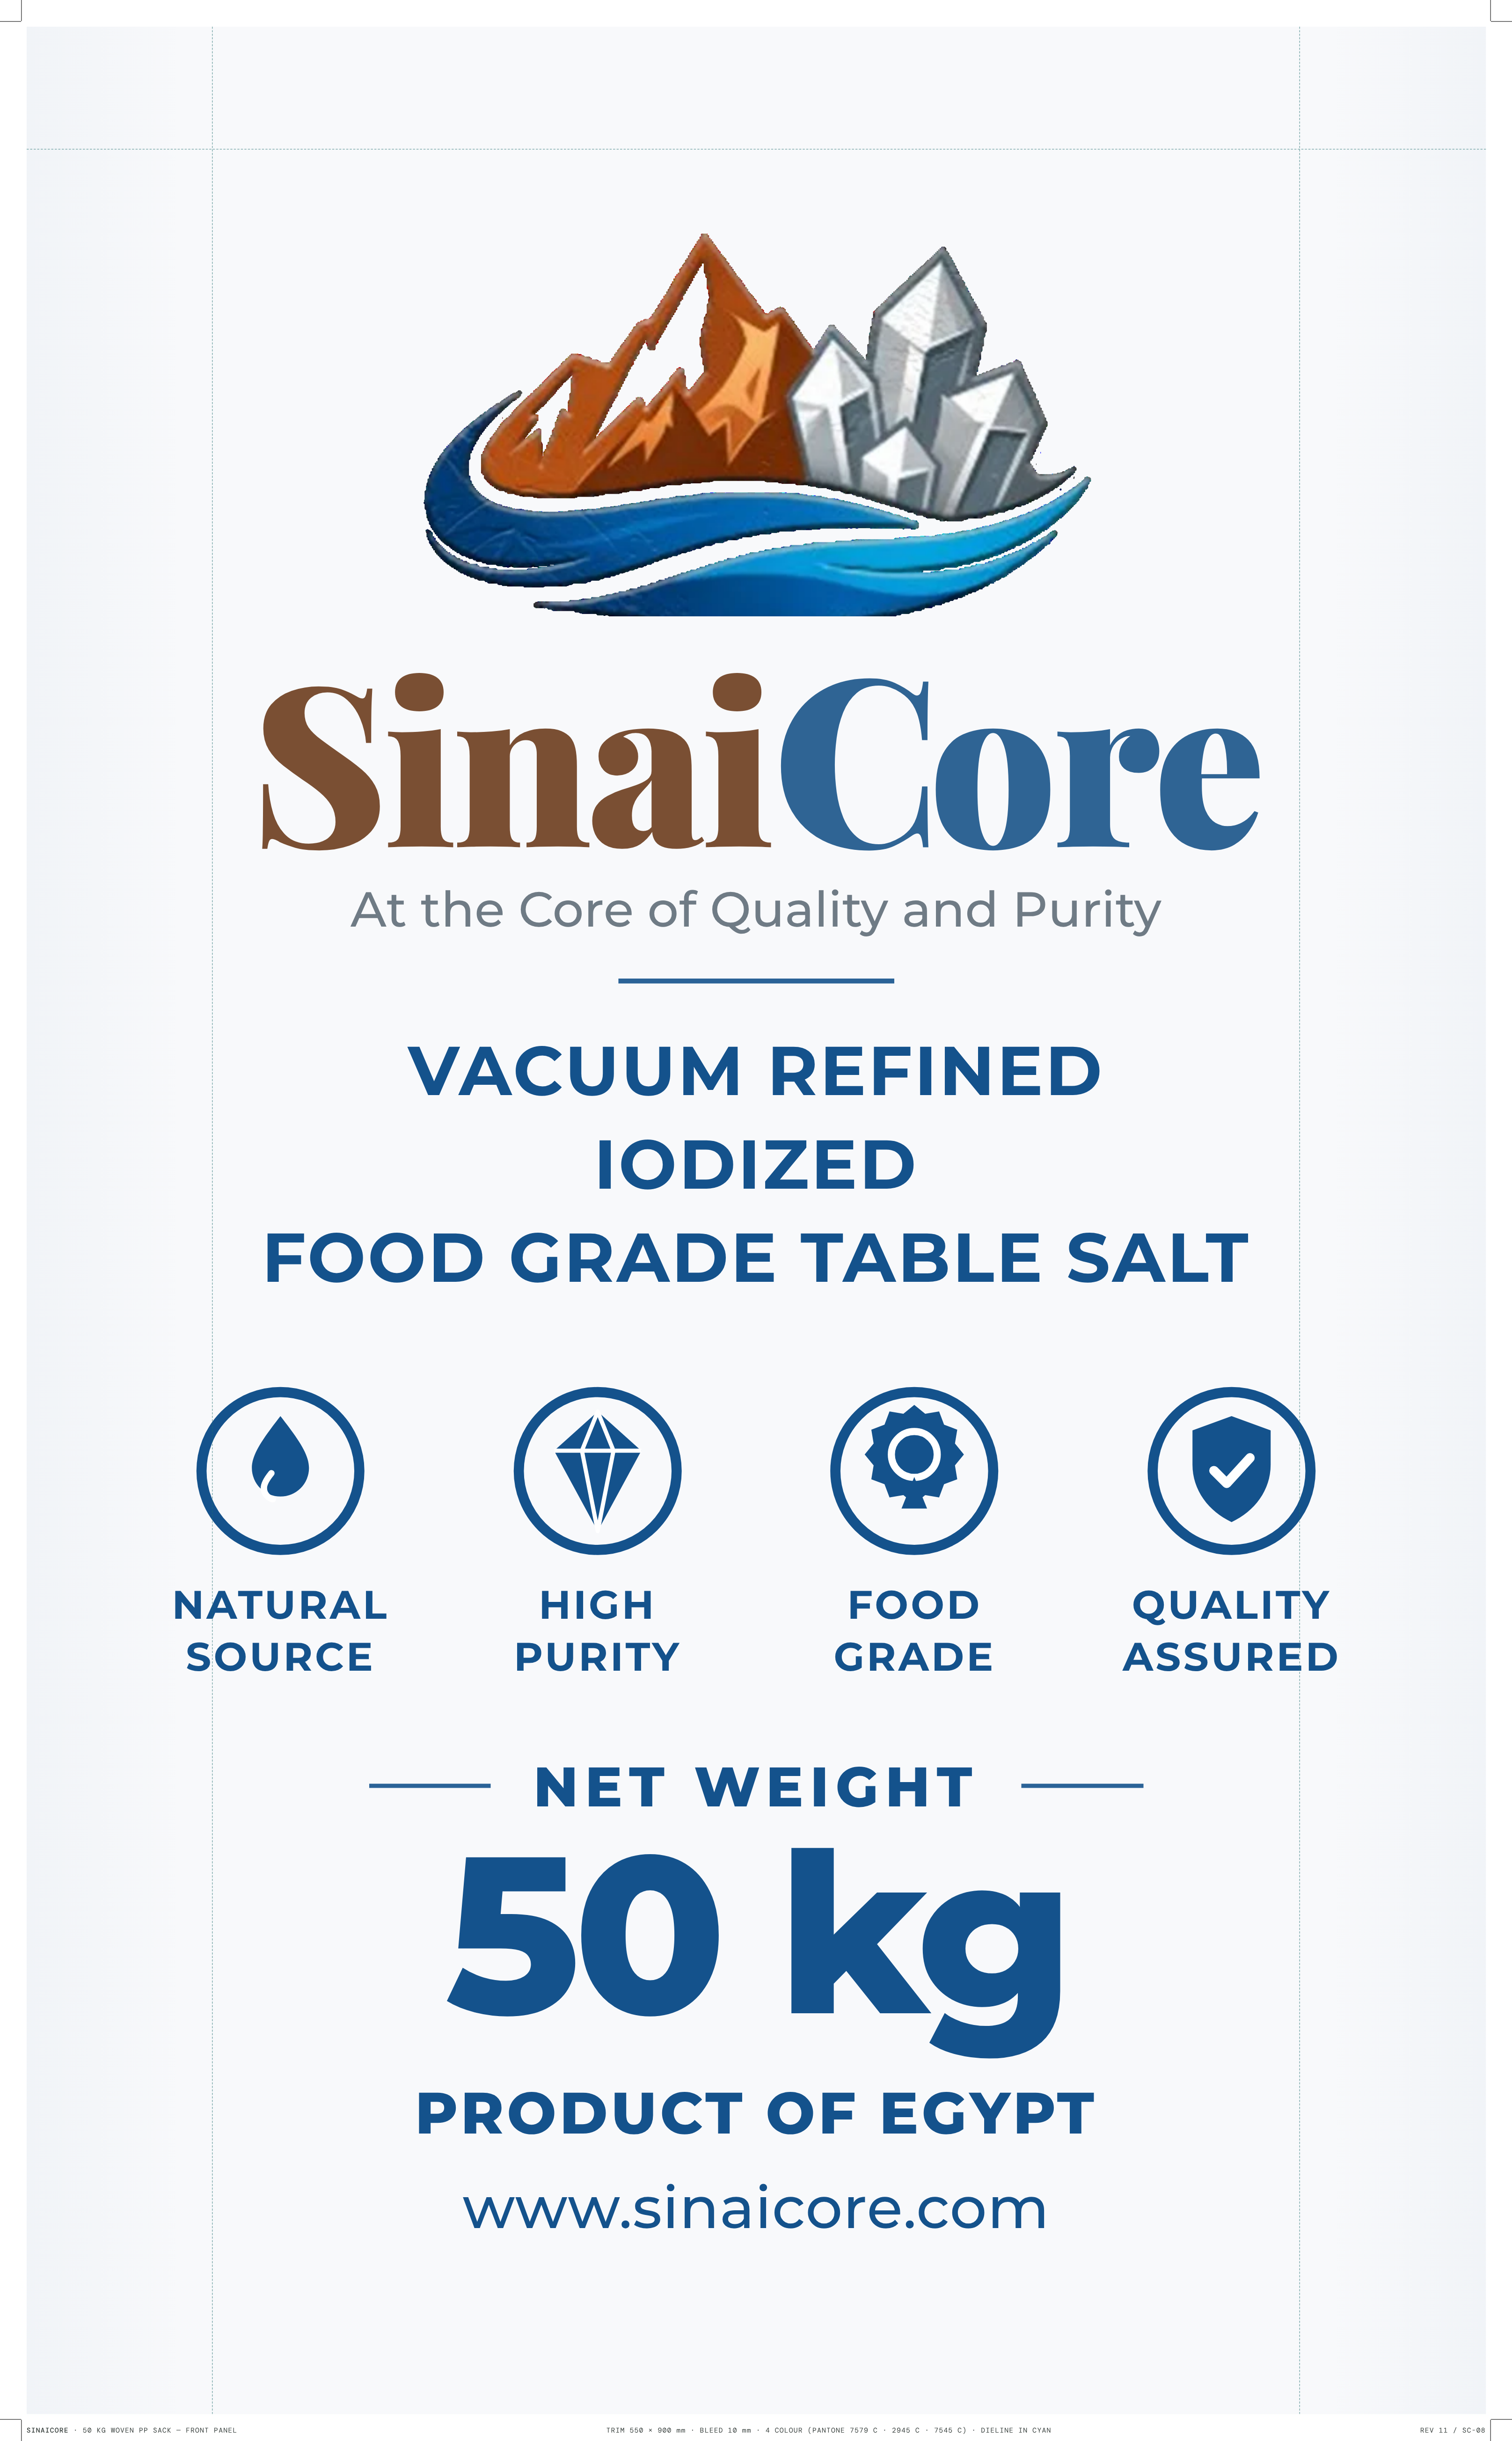 SinaiCore
At the Core of Quality and Purity
VACUUM REFINED
IODIZED
FOOD GRADE TABLE SALT
NATURAL
SOURCE
HIGH
PURITY
FOOD
GRADE
QUALITY
ASSURED
NET WEIGHT
50 kg
PRODUCT OF EGYPT
www.sinaicore.com
SINAICORE · 50 KG WOVEN PP SACK — FRONT PANEL
TRIM 550 × 900 mm · BLEED 10 mm · 4 COLOUR (PANTONE 7579 C · 2945 C · 7545 C) · DIELINE IN CYAN
REV 11 / SC-08